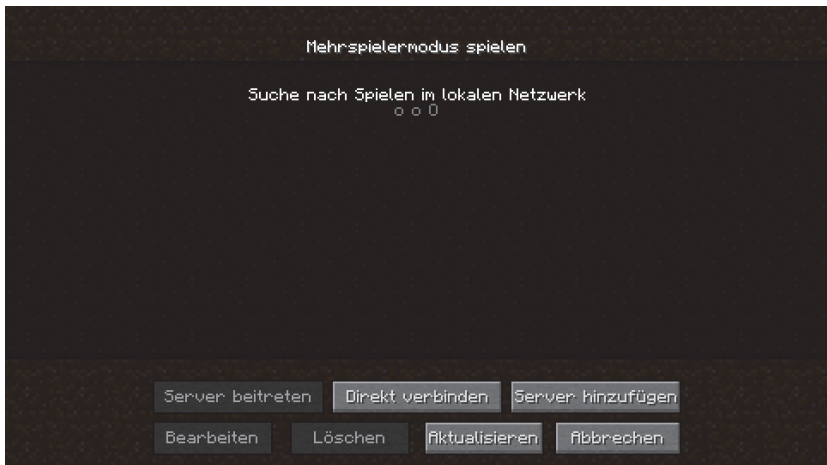 Mehrspielermodus spielen
Suche nach Spielen im lokalen Netzwerk
o o O
Server beitreten Direkt verbinden Server hinzufügen
Bearbeiten Löschen Aktualisieren Abbrechen